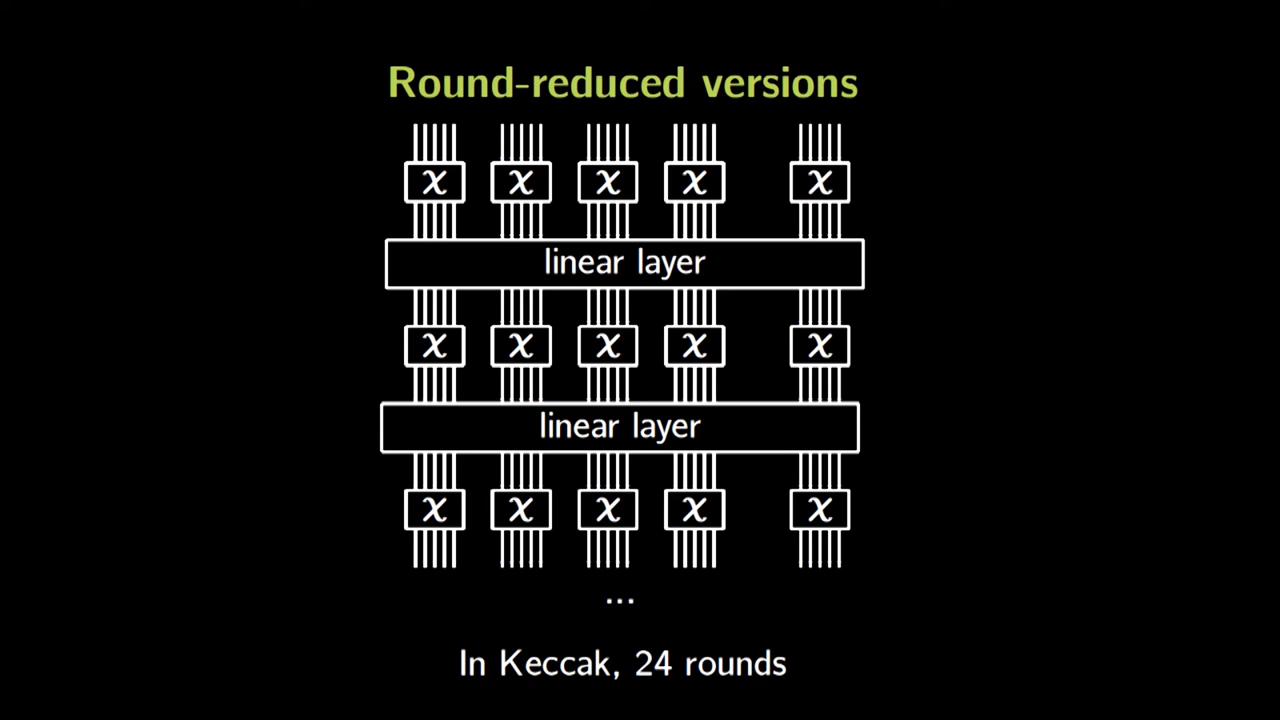 Round-reduced versions
χ χ χ χ χ
linear layer
χ χ χ χ χ
linear layer
χ χ χ χ χ
...
In Keccak, 24 rounds